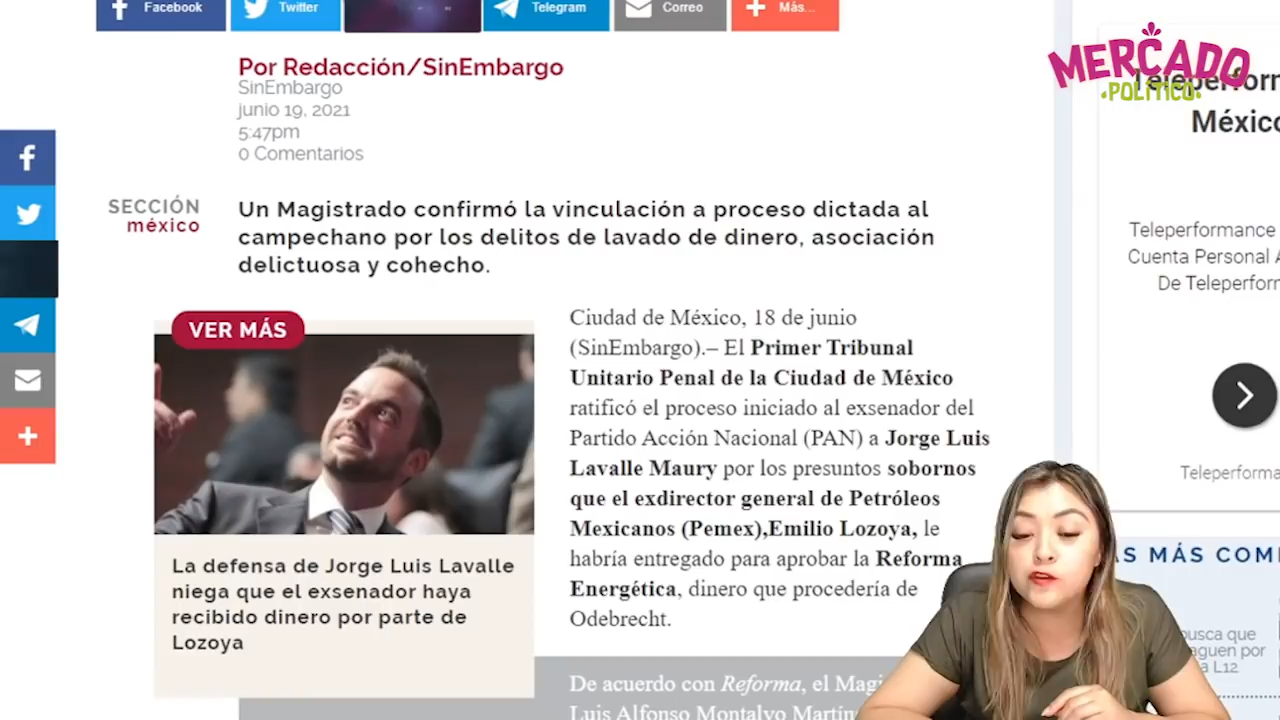 Facebook
Twitter
Telegram
Correo
Más...
MERCADO
POLÍTICO
Por Redacción/SinEmbargo
SinEmbargo
junio 19, 2021
5:47pm
0 Comentarios
México
SECCIÓN
méxico
Un Magistrado confirmó la vinculación a proceso dictada al
campechano por los delitos de lavado de dinero, asociación
delictuosa y cohecho.
Teleperformance
Cuenta Personal
De
VER MÁS
Ciudad de México, 18 de junio
(SinEmbargo).– El Primer Tribunal
Unitario Penal de la Ciudad de México
ratificó el proceso iniciado al exsenador del
Partido Acción Nacional (PAN) a Jorge Luis
Lavalle Maury por los presuntos sobornos
que el exdirector general de Petróleos
Mexicanos (Pemex),Emilio Lozoya, le
habría entregado para aprobar la Reforma
Energética, dinero que procedería de
Odebrecht.
La defensa de Jorge Luis Lavalle
niega que el exsenador haya
recibido dinero por parte de
Lozoya
MÁS
que
por
L12
De acuerdo con Reforma, el
Luis Alfonso Montalvo